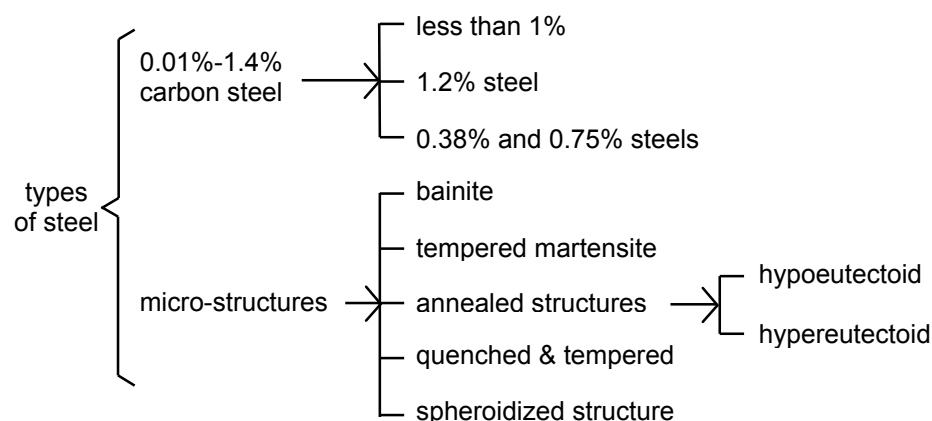 less than 1%
0.01%-1.4%
carbon steel
1.2% steel
0.38% and 0.75% steels
types
of steel
bainite
tempered martensite
micro-structures
annealed structures
hypoeutectoid
hypereutectoid
quenched & tempered
spheroidized structure